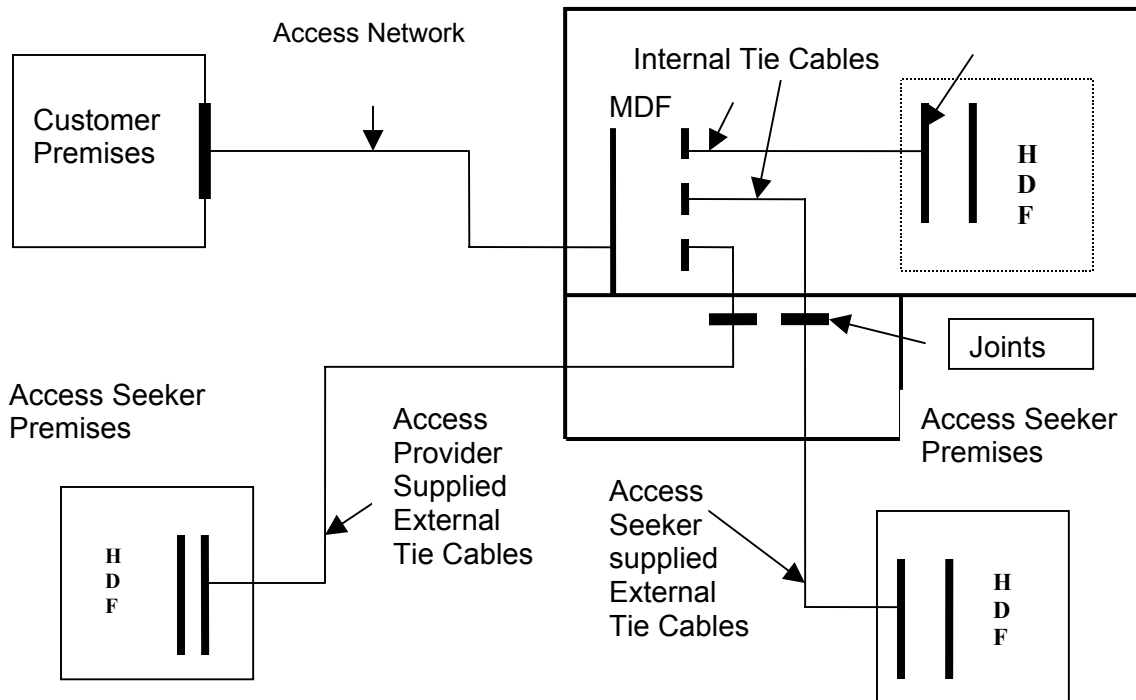 Access Network
Internal Tie Cables
MDF
Customer
Premises
H
D
F
Joints
Access Seeker
Premises
Access
Provider
Supplied
External
Tie Cables
Access Seeker
Premises
Access
Seeker
supplied
External
Tie Cables
H
D
F
H
D
F